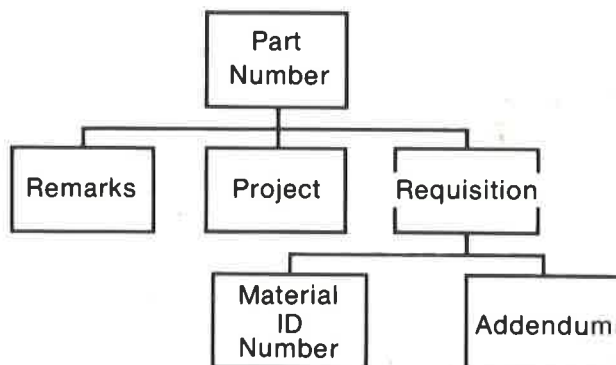 Part
Number
Remarks
Project
Requisition
Material
ID
Number
Addendum